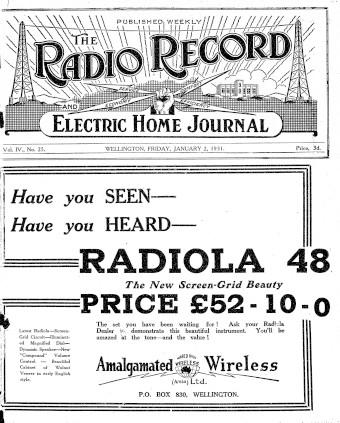 PUBLISHED WEEKLY
THE
RADIO RECORD
AND
ELECTRIC HOME JOURNAL
Vol. IV., No. 25. WELLINGTON, FRIDAY, JANUARY 2, 1931. Price, 3d.
Have you SEEN—
Have you HEARD—
RADIOLA 48
The New Screen-Grid Beauty
PRICE £52-10-0
Latest Radiola—Screen-
Grid Circuit—Illuminat-
ed Magnified Dial—
Dynamic Speaker—New
"Compound" Volume
Control — Beautiful
Cabinet of Walnut
Veneer in early English
style.
The set you have been waiting for! Ask your Radiola
Dealer to demonstrate this beautiful instrument. You'll be
amazed at the tone—and the value!
Amalgamated WIRELESS Wireless
(A/sia) Ltd.
P.O. BOX 830, WELLINGTON.